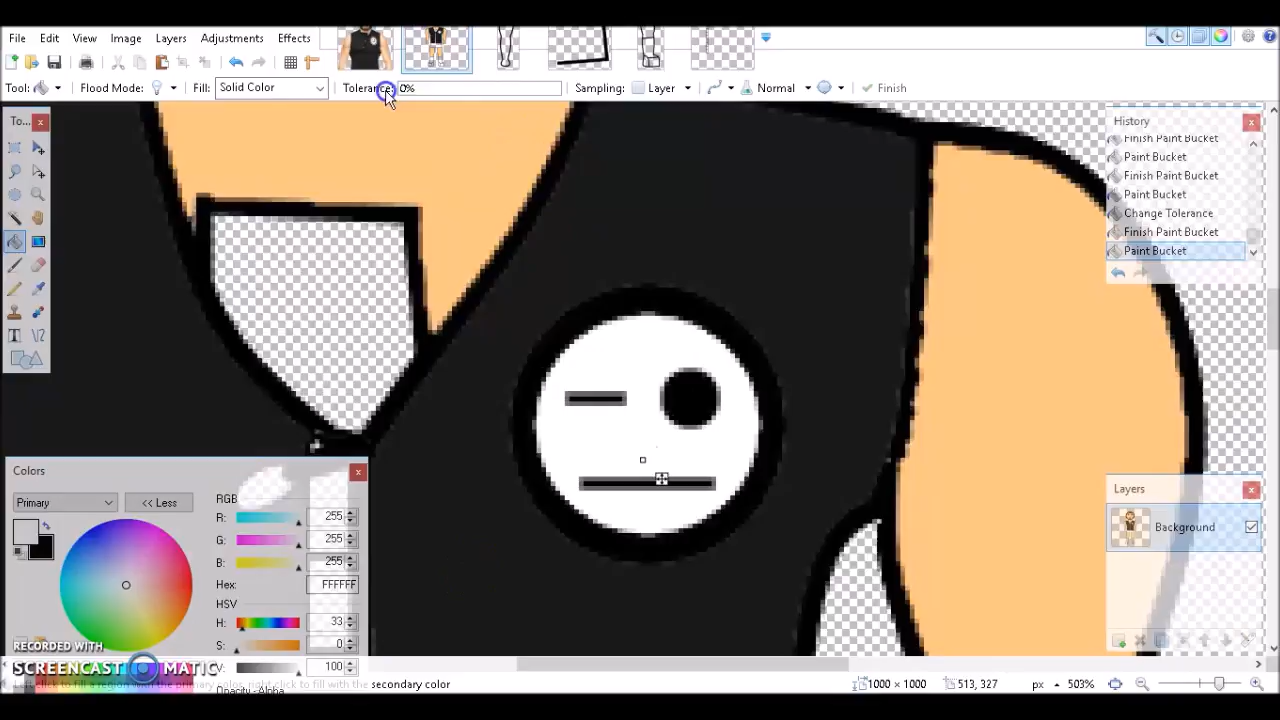 File Edit View Image Layers Adjustments Effects
Tool: Flood Mode: Fill: Solid Color Tolerance: 0% Sampling: Layer Normal Finish
To...
History
Finish Paint Bucket
Paint Bucket
Finish Paint Bucket
Paint Bucket
Change Tolerance
Finish Paint Bucket
Paint Bucket
Colors
Primary << Less
RGB
R: 255
G: 255
B: 255
Hex: FFFFFF
HSV
H: 33
S: 0
V: 100
Opacity - Alpha
Layers
Background
RECORDED WITH
SCREENCAST MATIC
Left click to fill a region with the primary color, right click to fill with the secondary color
1000 × 1000 513, 327 px 503%